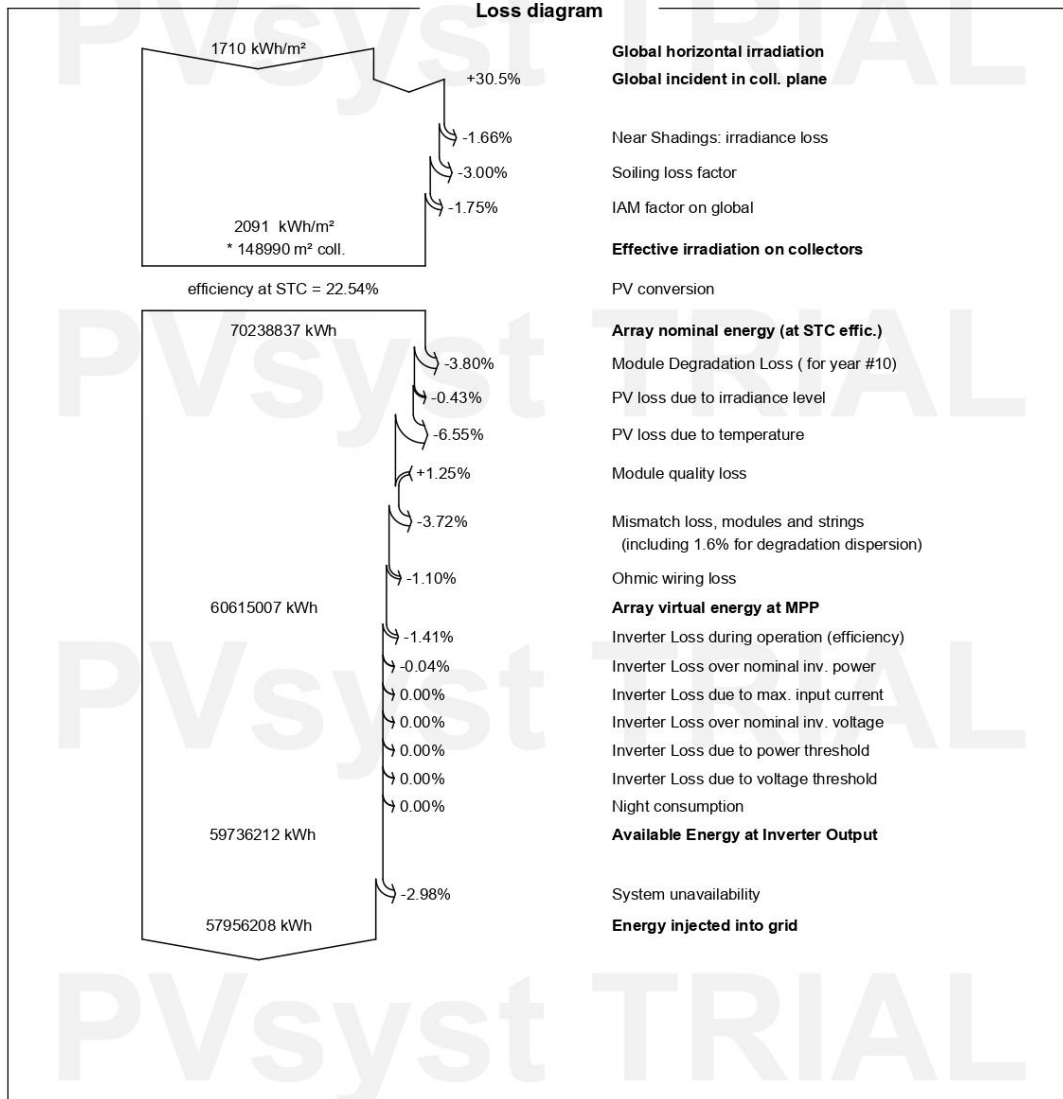 Loss diagram
1710 kWh/m² Global horizontal irradiation
+30.5% Global incident in coll. plane
-1.66% Near Shadings: irradiance loss
-3.00% Soiling loss factor
-1.75% IAM factor on global
2091 kWh/m²
* 148990 m² coll. Effective irradiation on collectors
efficiency at STC = 22.54% PV conversion
70238837 kWh Array nominal energy (at STC effic.)
-3.80% Module Degradation Loss ( for year #10)
-0.43% PV loss due to irradiance level
-6.55% PV loss due to temperature
+1.25% Module quality loss
-3.72% Mismatch loss, modules and strings
(including 1.6% for degradation dispersion)
-1.10% Ohmic wiring loss
60615007 kWh Array virtual energy at MPP
-1.41% Inverter Loss during operation (efficiency)
-0.04% Inverter Loss over nominal inv. power
0.00% Inverter Loss due to max. input current
0.00% Inverter Loss over nominal inv. voltage
0.00% Inverter Loss due to power threshold
0.00% Inverter Loss due to voltage threshold
0.00% Night consumption
59736212 kWh Available Energy at Inverter Output
-2.98% System unavailability
57956208 kWh Energy injected into grid
PVsyst TRIAL
PVsyst TRIAL
PVsyst TRIAL
PVsyst TRIAL